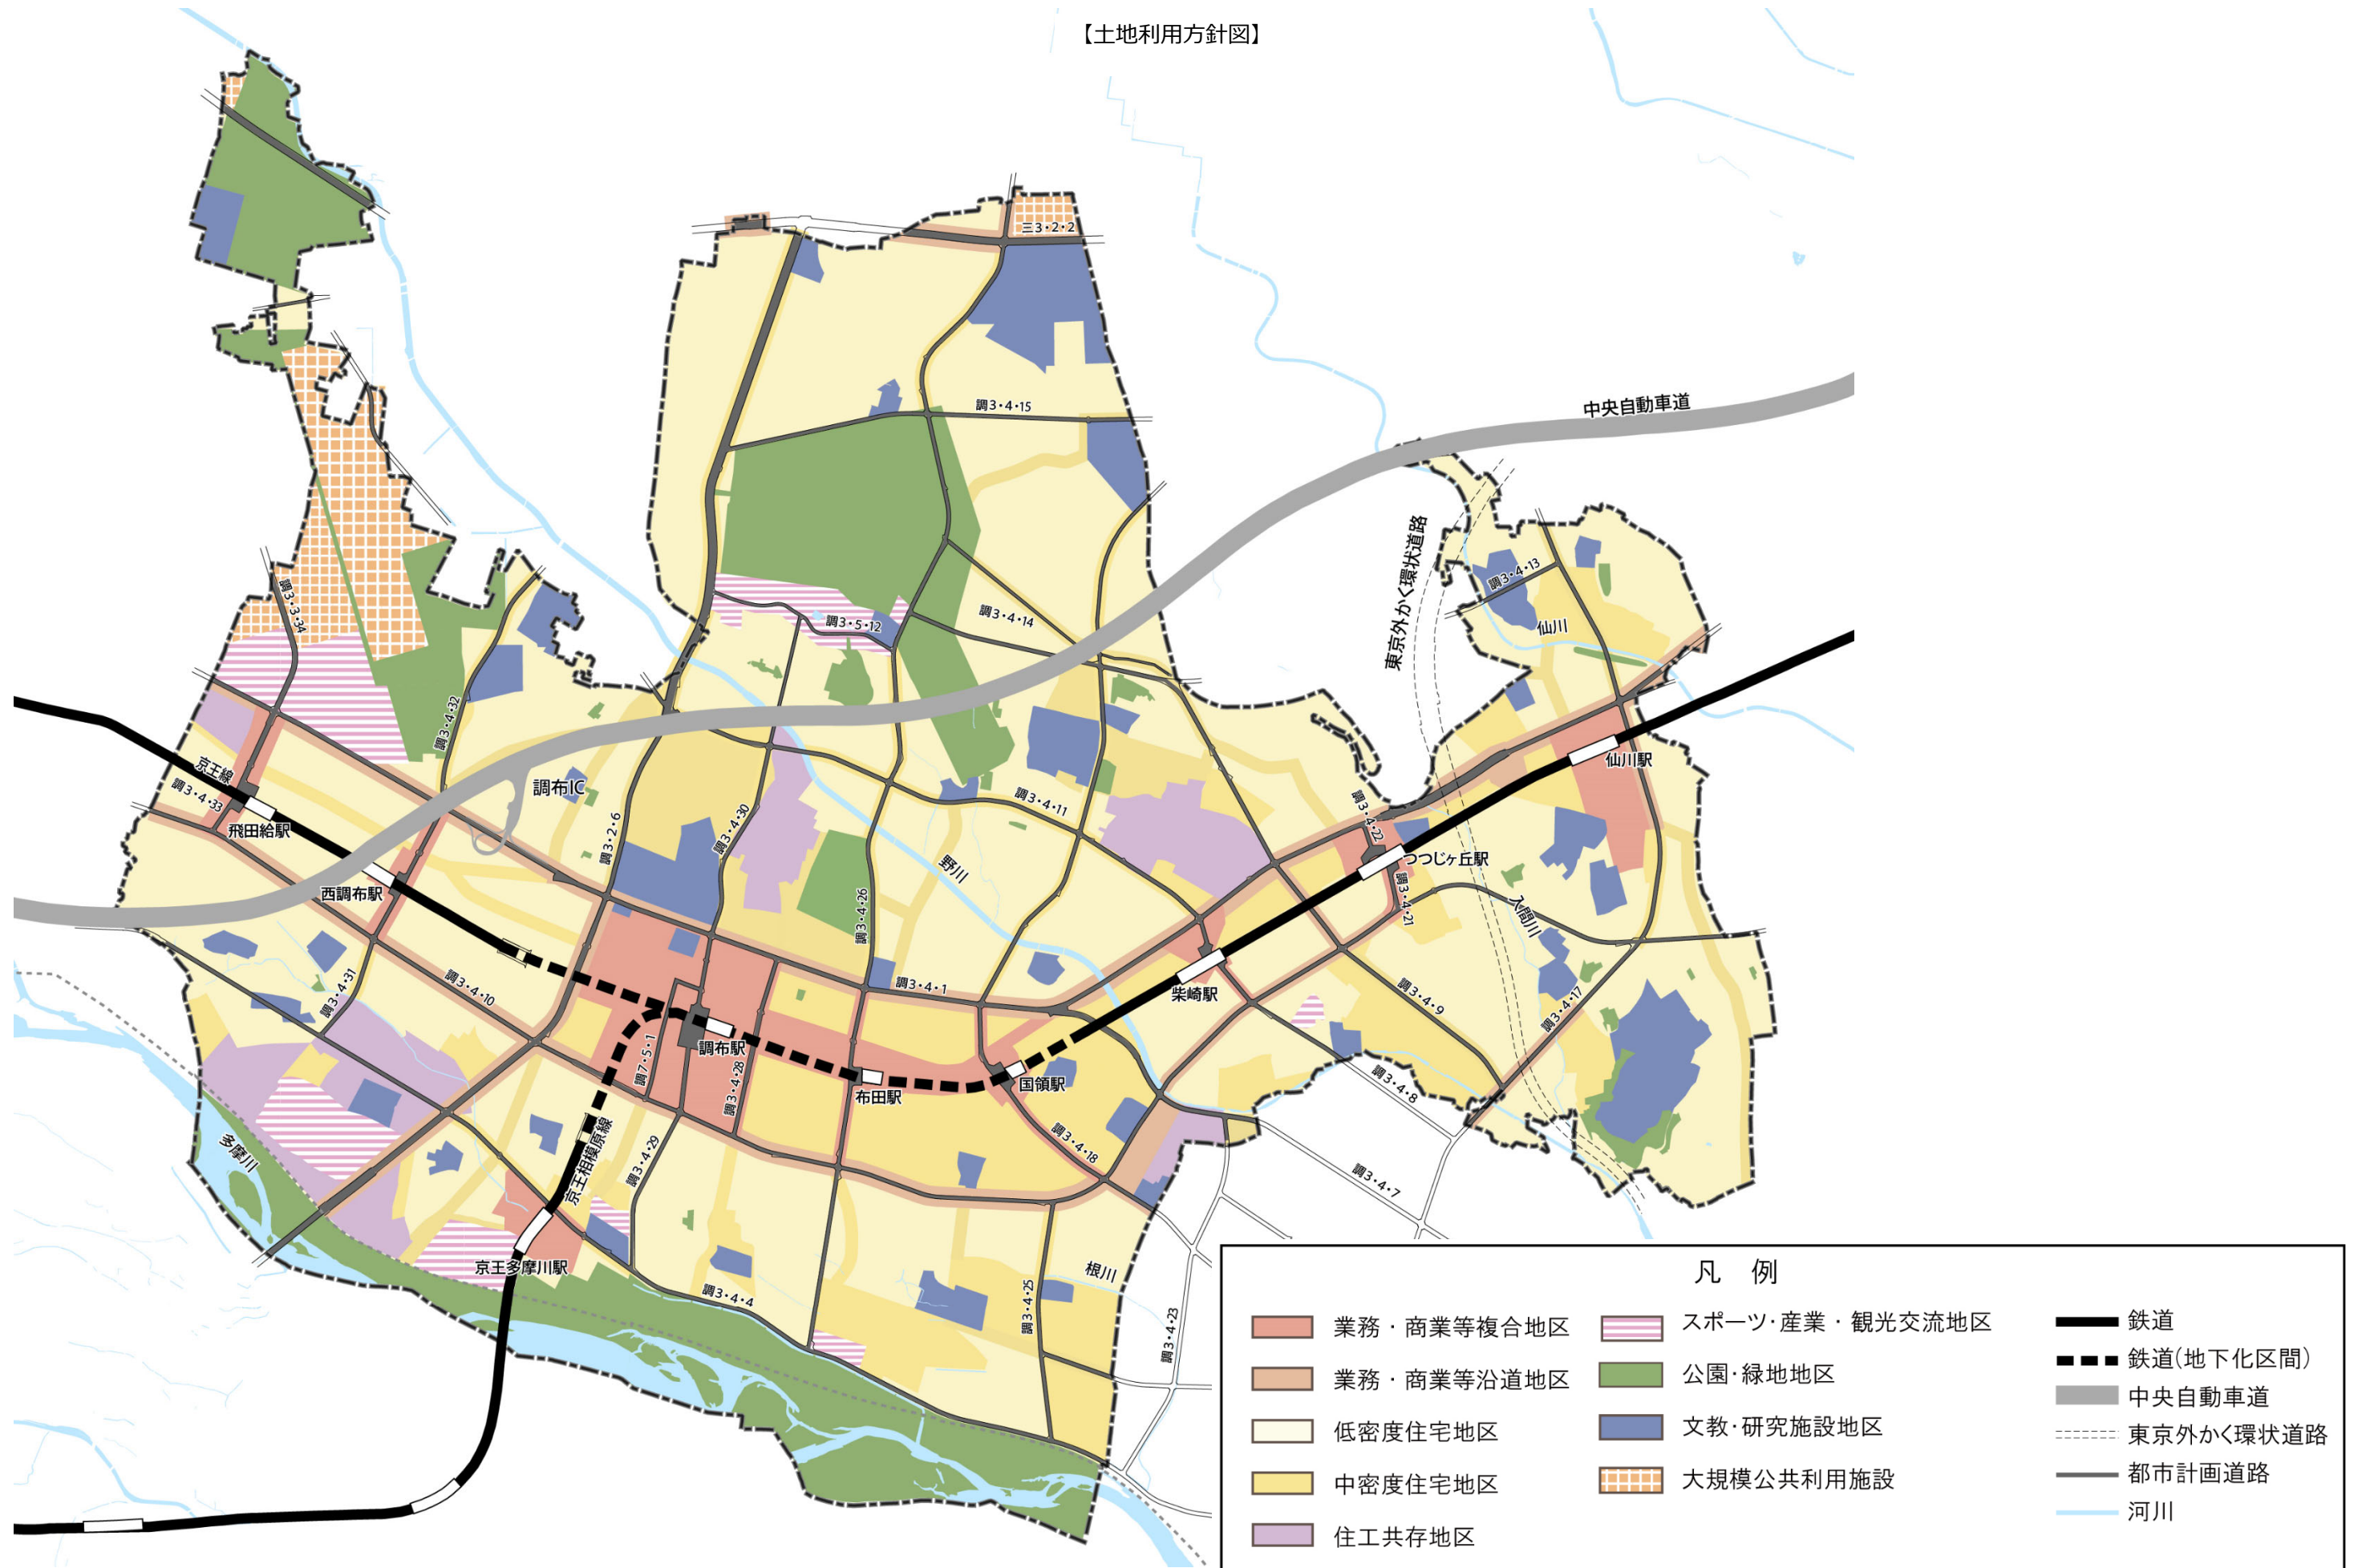 【土地利用方針図】
三3・2・2
調3・4・15
中央自動車道
東京外かく環状道路
調3・4・13
仙川
調3・3・34
調3・5・12
調3・4・14
調3・4・32
京王線
調3・4・33
飛田給駅
調布IC
調3・2・6
調3・4・30
調3・4・11
野川
調3・4・26
調3・4・22
つつじヶ丘駅
仙川駅
調3・4・21
入間川
西調布駅
調3・4・31
調3・4・10
調3・4・1
柴崎駅
調3・4・9
調3・4・17
調布駅
調7・5・1
調3・4・28
布田駅
国領駅
調3・4・8
調3・4・18
調3・4・7
多摩川
京王相模原線
調3・4・29
京王多摩川駅
調3・4・4
根川
調3・4・25
調3・4・23
凡 例
業務・商業等複合地区
業務・商業等沿道地区
低密度住宅地区
中密度住宅地区
住工共存地区
スポーツ・産業・観光交流地区
公園・緑地地区
文教・研究施設地区
大規模公共利用施設
鉄道
鉄道(地下化区間)
中央自動車道
東京外かく環状道路
都市計画道路
河川